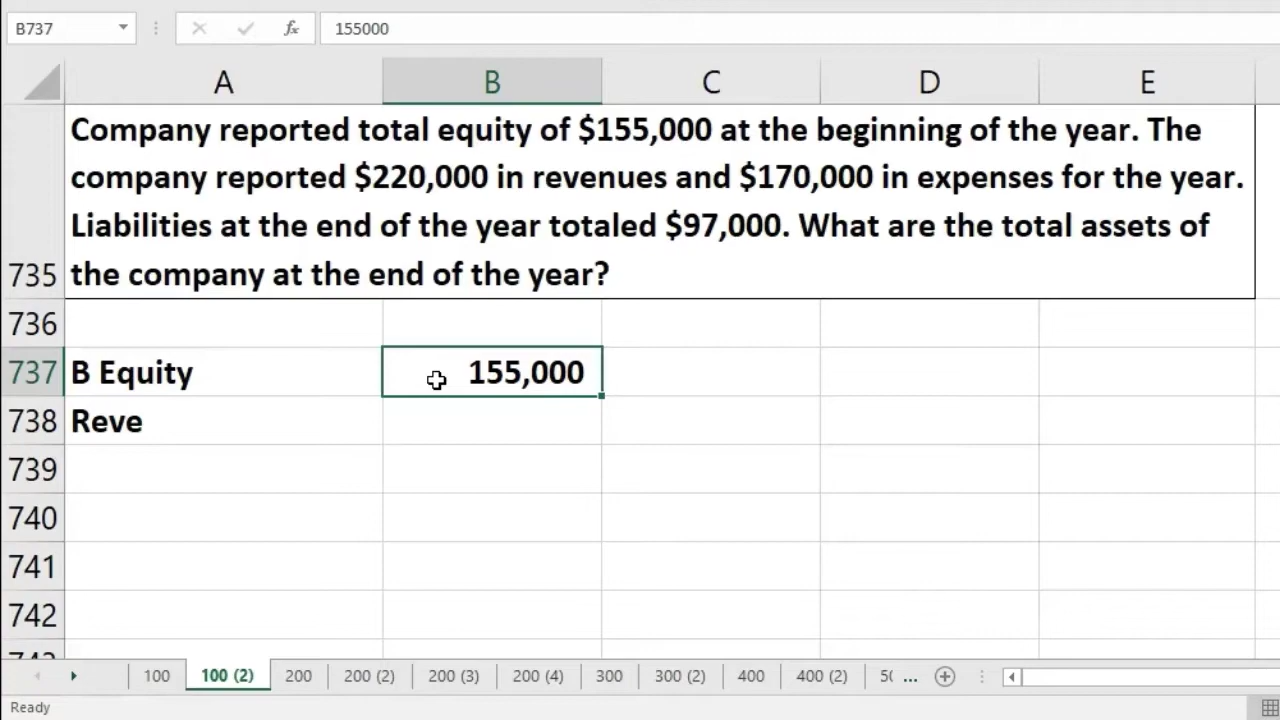 B737
fx
155000
A B C D E
Company reported total equity of $155,000 at the beginning of the year. The
company reported $220,000 in revenues and $170,000 in expenses for the year.
Liabilities at the end of the year totaled $97,000. What are the total assets of
735 the company at the end of the year?
736
737 B Equity 155,000
738 Reve
739
740
741
742
100 100 (2) 200 200 (2) 200 (3) 200 (4) 300 300 (2) 400 400 (2) ...
Ready